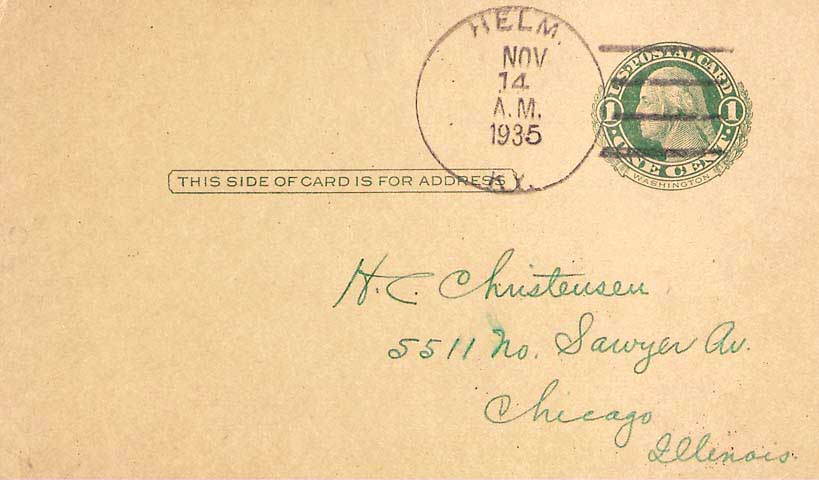 HELM
NOV
14
A.M.
1935
KY.
U.S. POSTAL CARD
1 1
ONE CENT
WASHINGTON
THIS SIDE OF CARD IS FOR ADDRESS
H. C. Christensen
5511 No. Sawyer Av.
Chicago
Illinois.